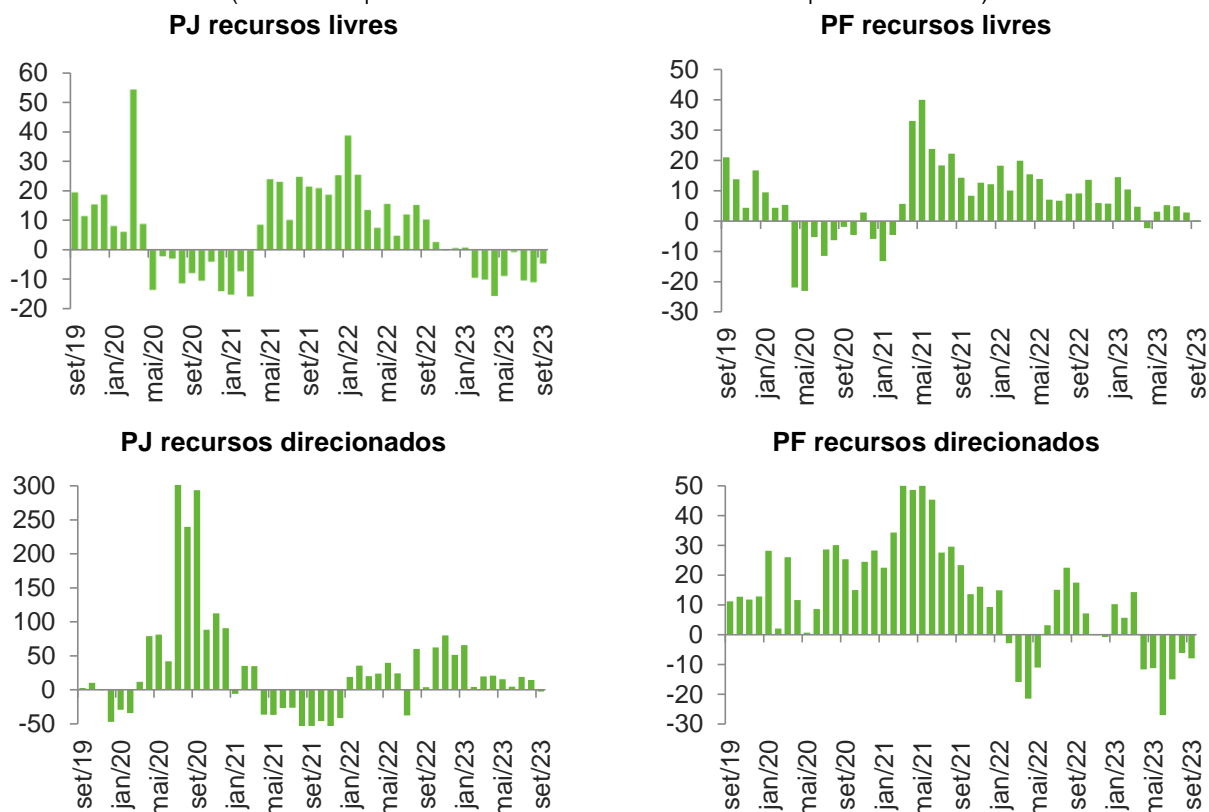 PJ recursos livres
60
50
40
30
20
10
0
-10
-20
set/19
jan/20
mai/20
set/20
jan/21
mai/21
set/21
jan/22
mai/22
set/22
jan/23
mai/23
set/23
PF recursos livres
50
40
30
20
10
0
-10
-20
-30
set/19
jan/20
mai/20
set/20
jan/21
mai/21
set/21
jan/22
mai/22
set/22
jan/23
mai/23
set/23
PJ recursos direcionados
300
250
200
150
100
50
0
-50
set/19
jan/20
mai/20
set/20
jan/21
mai/21
set/21
jan/22
mai/22
set/22
jan/23
mai/23
set/23
PF recursos direcionados
50
40
30
20
10
0
-10
-20
-30
set/19
jan/20
mai/20
set/20
jan/21
mai/21
set/21
jan/22
mai/22
set/22
jan/23
mai/23
set/23